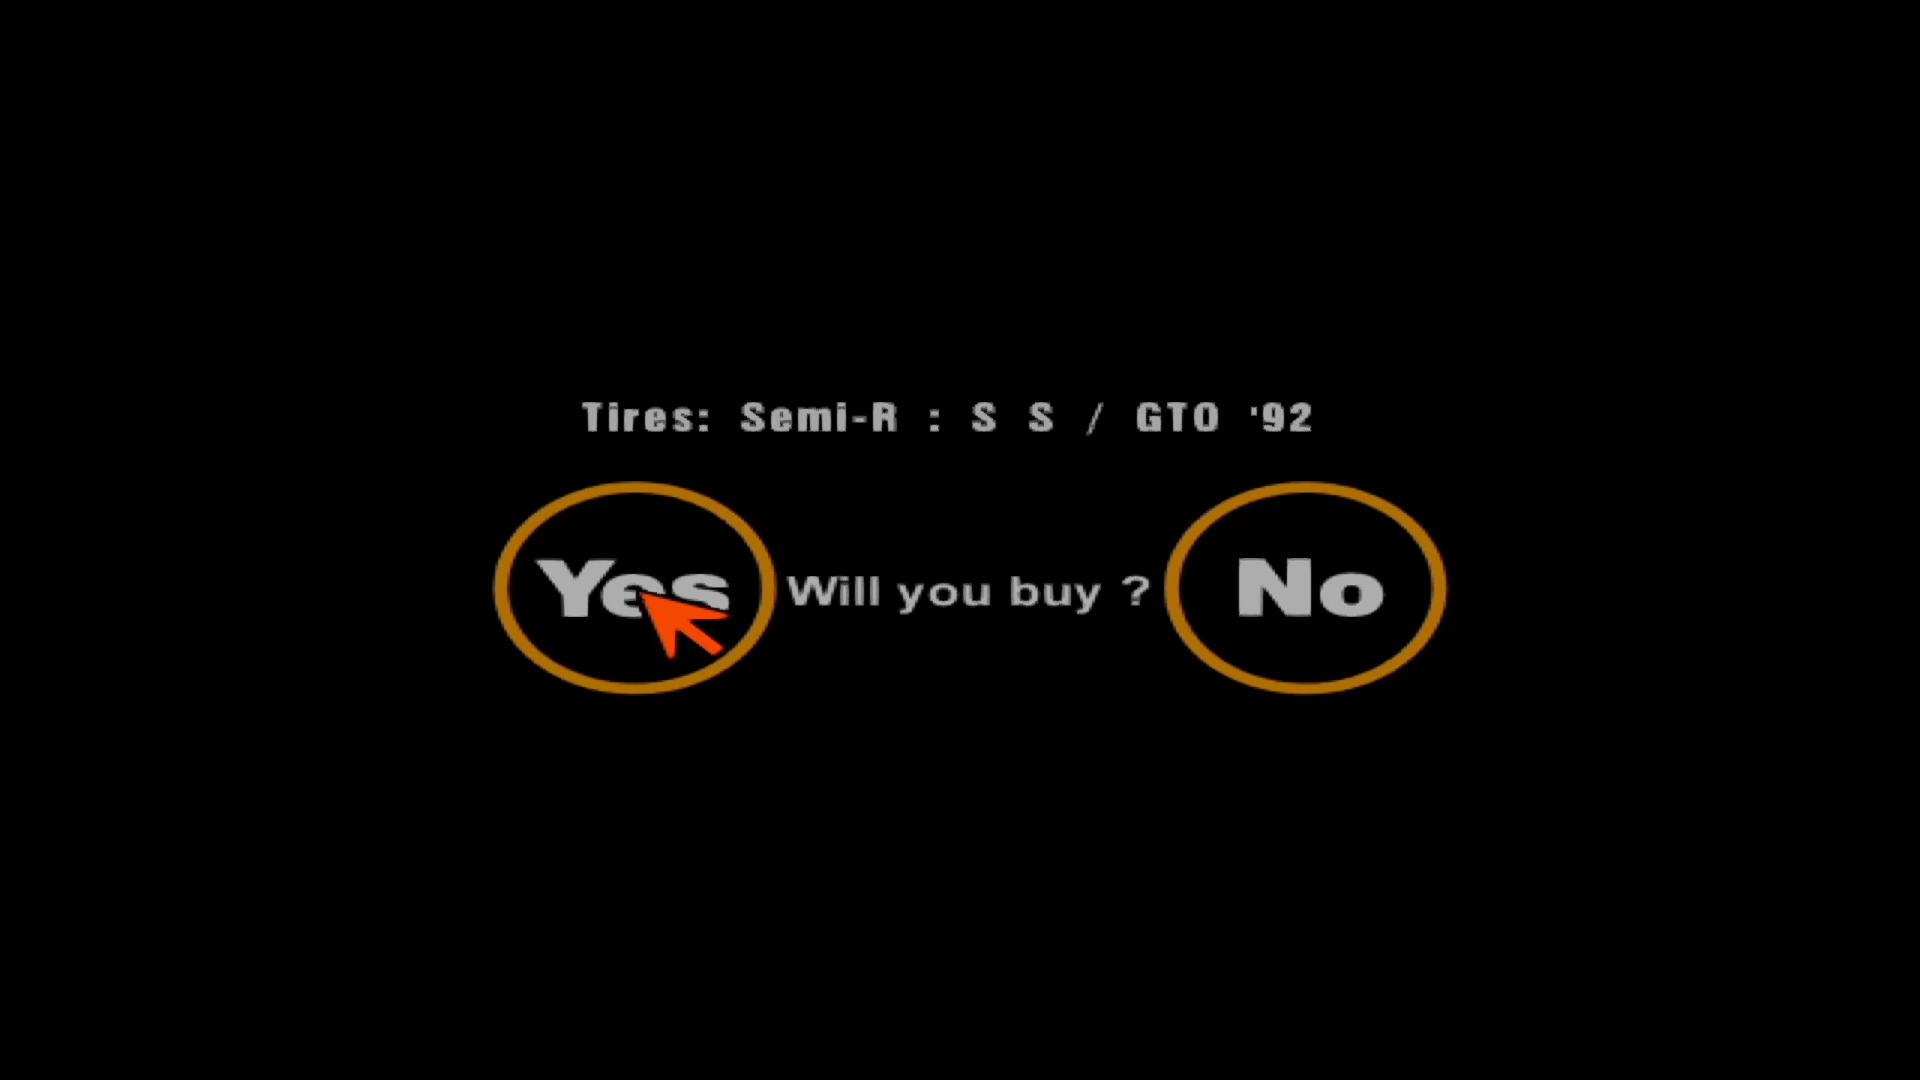 Tires: Semi-R : S S / GTO '92
Yes Will you buy ? No